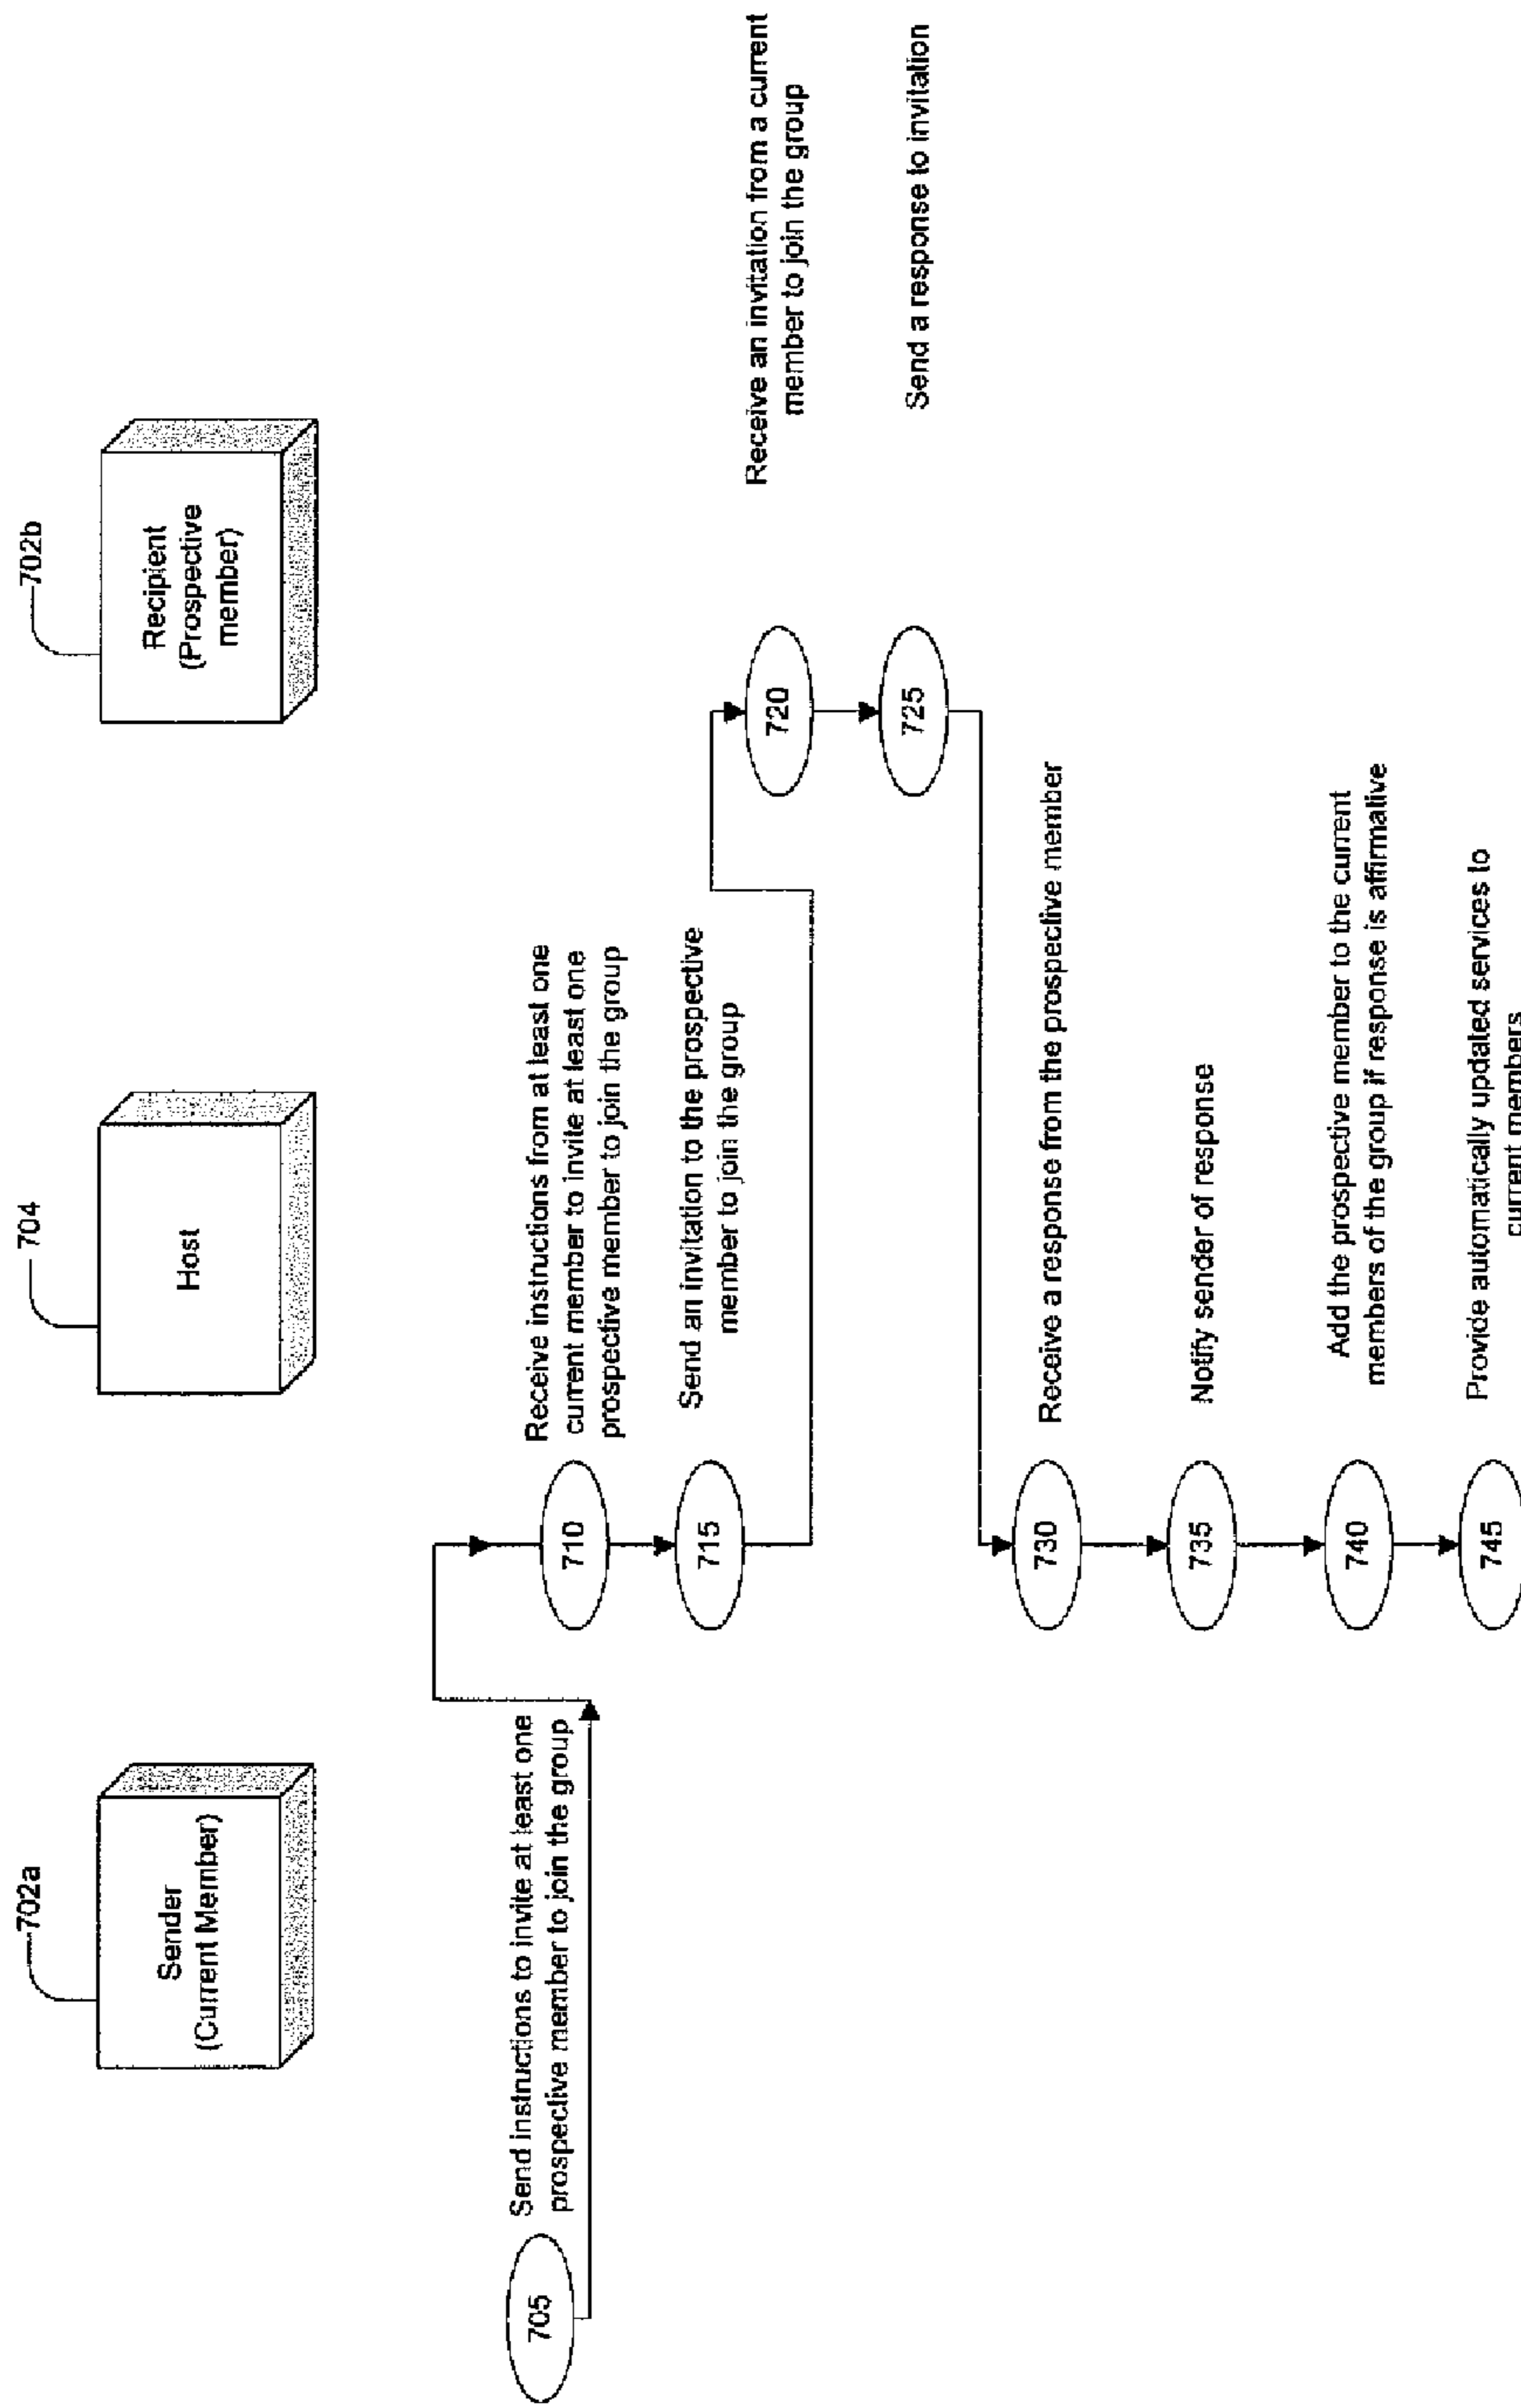 702a
Sender
(Current Member)
704
Host
702b
Recipient
(Prospective
member)
705
Send instructions to invite at least one
prospective member to join the group
710
Receive instructions from at least one
current member to invite at least one
prospective member to join the group
715
Send an invitation to the prospective
member to join the group
720
Receive an invitation from a current
member to join the group
725
Send a response to invitation
730
Receive a response from the prospective member
735
Notify sender of response
740
Add the prospective member to the current
members of the group if response is affirmative
745
Provide automatically updated services to
current members